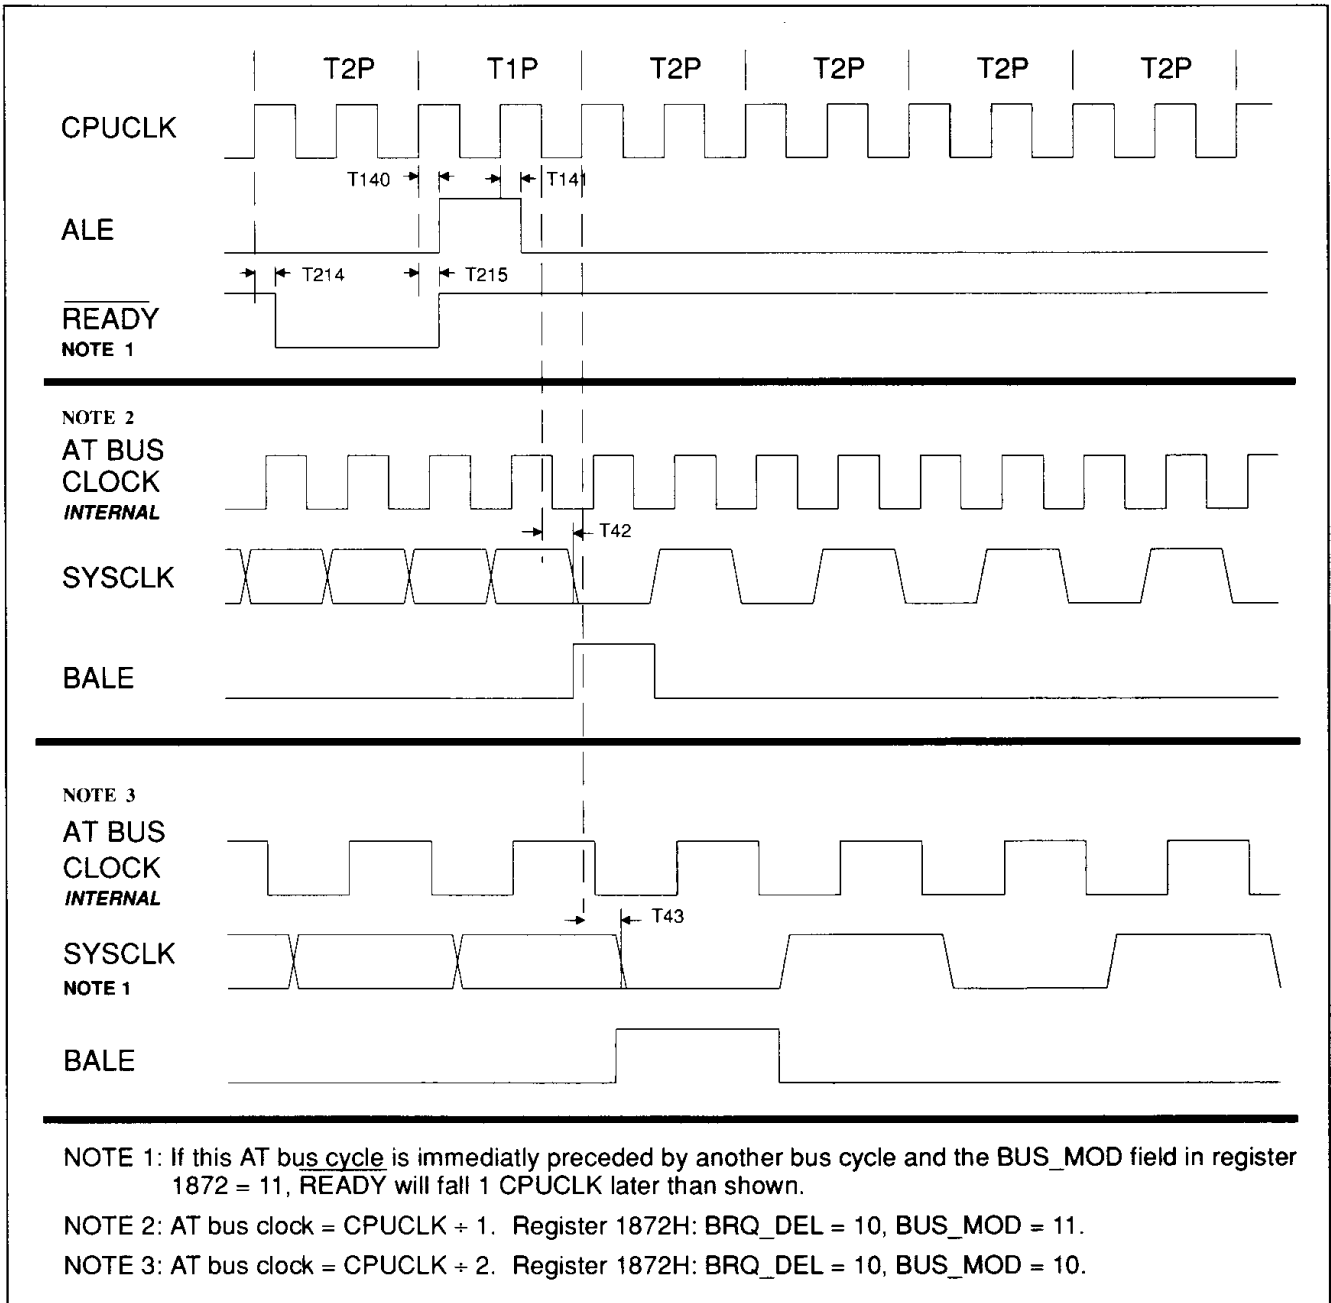 T2P T1P T2P T2P T2P T2P
CPUCLK
T140 T141
ALE
T214 T215
READY
NOTE 1
NOTE 2
AT BUS
CLOCK
INTERNAL
T42
SYSCLK
BALE
NOTE 3
AT BUS
CLOCK
INTERNAL
T43
SYSCLK
NOTE 1
BALE
NOTE 1: If this AT bus cycle is immediatly preceded by another bus cycle and the BUS_MOD field in register
1872 = 11, READY will fall 1 CPUCLK later than shown.
NOTE 2: AT bus clock = CPUCLK ÷ 1. Register 1872H: BRQ_DEL = 10, BUS_MOD = 11.
NOTE 3: AT bus clock = CPUCLK ÷ 2. Register 1872H: BRQ_DEL = 10, BUS_MOD = 10.